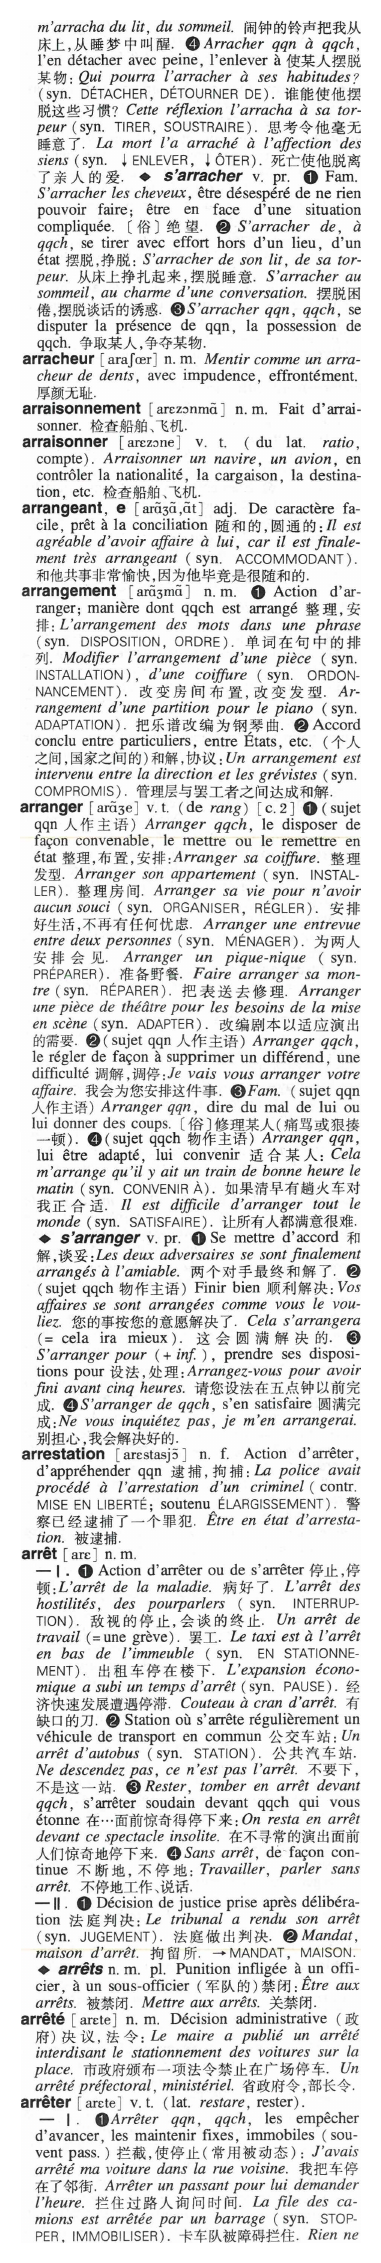 m'arracha du lit, du sommeil. 闹钟的铃声把我从
床上,从睡梦中叫醒. ❹ Arracher qqn à qqch,
l'en détacher avec peine, l'enlever à 使某人摆脱
某物: Qui pourra l'arracher à ses habitudes?
(syn. DÉTACHER, DÉTOURNER DE). 谁能使他摆
脱这些习惯? Cette réflexion l'arracha à sa tor-
peur (syn. TIRER, SOUSTRAIRE). 思考令他毫无
睡意了. La mort l'a arraché à l'affection des
siens (syn. ↓ ENLEVER, ↓ ÔTER). 死亡使他脱离
了亲人的爱. ◆ s'arracher v. pr. ❶ Fam.
S'arracher les cheveux, être désespéré de ne rien
pouvoir faire; être en face d'une situation
compliquée. 〔俗〕绝望. ❷ S'arracher de, à
qqch, se tirer avec effort hors d'un lieu, d'un
état 摆脱,挣脱: S'arracher de son lit, de sa tor-
peur. 从床上挣扎起来,摆脱睡意. S'arracher au
sommeil, au charme d'une conversation. 摆脱困
倦,摆脱谈话的诱惑. ❸ S'arracher qqn, qqch, se
disputer la présence de qqn, la possession de
qqch. 争取某人,争夺某物.
arracheur [araʃœr] n. m. Mentir comme un arra-
cheur de dents, avec impudence, effrontément.
厚颜无耻.
arraisonnement [arɛzɔnmã] n. m. Fait d'arrai-
sonner. 检查船舶、飞机.
arraisonner [arɛzɔne] v. t. (du lat. ratio,
compte). Arraisonner un navire, un avion, en
contrôler la nationalité, la cargaison, la destina-
tion, etc. 检查船舶、飞机.
arrangeant, e [arãʒã,ãt] adj. De caractère fa-
cile, prêt à la conciliation 随和的,圆通的: Il est
agréable d'avoir affaire à lui, car il est finale-
ment très arrangeant (syn. ACCOMMODANT).
和他共事非常愉快,因为他毕竟是很随和的.
arrangement [arãʒmã] n. m. ❶ Action d'ar-
ranger; manière dont qqch est arrangé 整理,安
排: L'arrangement des mots dans une phrase
(syn. DISPOSITION, ORDRE). 单词在句中的排
列. Modifier l'arrangement d'une pièce (syn.
INSTALLATION), d'une coiffure (syn. ORDON-
NANCEMENT). 改变房间布置,改变发型. Ar-
rangement d'une partition pour le piano (syn.
ADAPTATION). 把乐谱改编为钢琴曲. ❷ Accord
conclu entre particuliers, entre États, etc. (个人
之间,国家之间的)和解,协议: Un arrangement est
intervenu entre la direction et les grévistes (syn.
COMPROMIS). 管理层与罢工者之间达成和解.
arranger [arãʒe] v. t. (de rang) [c. 2] ❶ (sujet
qqn 人作主语) Arranger qqch, le disposer de
façon convenable, le mettre ou le remettre en
état 整理,布置,安排: Arranger sa coiffure. 整理
发型. Arranger son appartement (syn. INSTAL-
LER). 整理房间. Arranger sa vie pour n'avoir
aucun souci (syn. ORGANISER, RÉGLER). 安排
好生活,不再有任何忧虑. Arranger une entrevue
entre deux personnes (syn. MÉNAGER). 为两人
安排会见. Arranger un pique-nique (syn.
PRÉPARER). 准备野餐. Faire arranger sa mon-
tre (syn. RÉPARER). 把表送去修理. Arranger
une pièce de théâtre pour les besoins de la mise
en scène (syn. ADAPTER). 改编剧本以适应演出
的需要. ❷ (sujet qqn 人作主语) Arranger qqch,
le régler de façon à supprimer un différend, une
difficulté 调解,调停: Je vais vous arranger votre
affaire. 我会为您安排这件事. ❸ Fam. (sujet qqn
人作主语) Arranger qqn, dire du mal de lui ou
lui donner des coups. 〔俗〕修理某人(痛骂或狠揍
一顿). ❹ (sujet qqch 物作主语) Arranger qqn,
lui être adapté, lui convenir 适合某人: Cela
m'arrange qu'il y ait un train de bonne heure le
matin (syn. CONVENIR À). 如果清早有趟火车对
我正合适. Il est difficile d'arranger tout le
monde (syn. SATISFAIRE). 让所有人都满意很难.
◆ s'arranger v. pr. ❶ Se mettre d'accord 和
解,谈妥: Les deux adversaires se sont finalement
arrangés à l'amiable. 两个对手最终和解了. ❷
(sujet qqch 物作主语) Finir bien 顺利解决: Vos
affaires se sont arrangées comme vous le vou-
liez. 您的事按您的意愿解决了. Cela s'arrangera
(= cela ira mieux). 这会圆满解决的. ❸
S'arranger pour (+ inf.), prendre ses disposi-
tions pour 设法,处理: Arrangez-vous pour avoir
fini avant cinq heures. 请您设法在五点钟以前完
成. ❹ S'arranger de qqch, s'en satisfaire 圆满完
成: Ne vous inquiétez pas, je m'en arrangerai.
别担心,我会解决好的.
arrestation [arɛstasjɔ̃] n. f. Action d'arrêter,
d'appréhender qqn 逮捕,拘捕: La police avait
procédé à l'arrestation d'un criminel (contr.
MISE EN LIBERTÉ; soutenu ÉLARGISSEMENT). 警
察已经逮捕了一个罪犯. Être en état d'arresta-
tion. 被逮捕.
arrêt [arɛ] n. m.
— I. ❶ Action d'arrêter ou de s'arrêter 停止,停
顿: L'arrêt de la maladie. 病好了. L'arrêt des
hostilités, des pourparlers (syn. INTERRUP-
TION). 敌视的停止,会谈的终止. Un arrêt de
travail (= une grève). 罢工. Le taxi est à l'arrêt
en bas de l'immeuble (syn. EN STATIONNE-
MENT). 出租车停在楼下. L'expansion écono-
mique a subi un temps d'arrêt (syn. PAUSE). 经
济快速发展遭遇停滞. Couteau à cran d'arrêt. 有
缺口的刀. ❷ Station où s'arrête régulièrement un
véhicule de transport en commun 公交车站: Un
arrêt d'autobus (syn. STATION). 公共汽车站.
Ne descendez pas, ce n'est pas l'arrêt. 不要下,
不是这一站. ❸ Rester, tomber en arrêt devant
qqch, s'arrêter soudain devant qqch qui vous
étonne 在…面前惊奇得停下来: On resta en arrêt
devant ce spectacle insolite. 在不寻常的演出面前
人们惊奇地停下来. ❹ Sans arrêt, de façon con-
tinue 不断地,不停地: Travailler, parler sans
arrêt. 不停地工作、说话.
— II. ❶ Décision de justice prise après délibéra-
tion 法庭判决: Le tribunal a rendu son arrêt
(syn. JUGEMENT). 法庭做出判决. ❷ Mandat,
maison d'arrêt. 拘留所. → MANDAT, MAISON.
◆ arrêts n. m. pl. Punition infligée à un offi-
cier, à un sous-officier (军队的)禁闭: Être aux
arrêts. 被禁闭. Mettre aux arrêts. 关禁闭.
arrêté [arete] n. m. Décision administrative (政
府)决议,法令: Le maire a publié un arrêté
interdisant le stationnement des voitures sur la
place. 市政府颁布一项法令禁止在广场停车. Un
arrêté préfectoral, ministériel. 省政府令,部长令.
arrêter [arete] v. t. (lat. restare, rester).
— I. ❶ Arrêter qqn, qqch, les empêcher
d'avancer, les maintenir fixes, immobiles (sou-
vent pass.) 拦截,使停止(常用被动态): J'avais
arrêté ma voiture dans la rue voisine. 我把车停
在了邻街. Arrêter un passant pour lui demander
l'heure. 拦住过路人询问时间. La file des ca-
mions est arrêtée par un barrage (syn. STOP-
PER, IMMOBILISER). 卡车队被障碍拦住. Rien ne